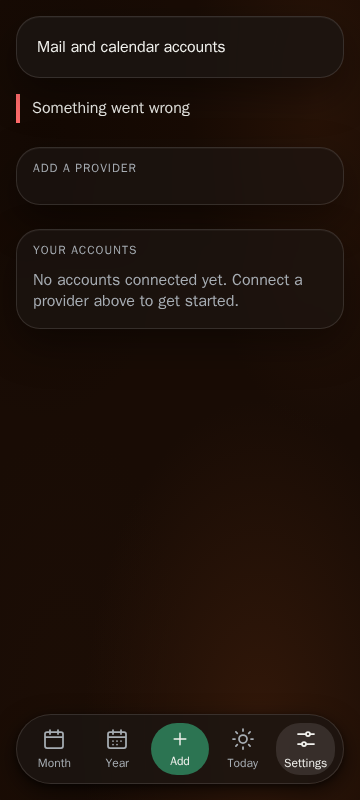 Mail and calendar accounts
Something went wrong
ADD A PROVIDER
YOUR ACCOUNTS
No accounts connected yet. Connect a
provider above to get started.
Month
Year
Add
Today
Settings